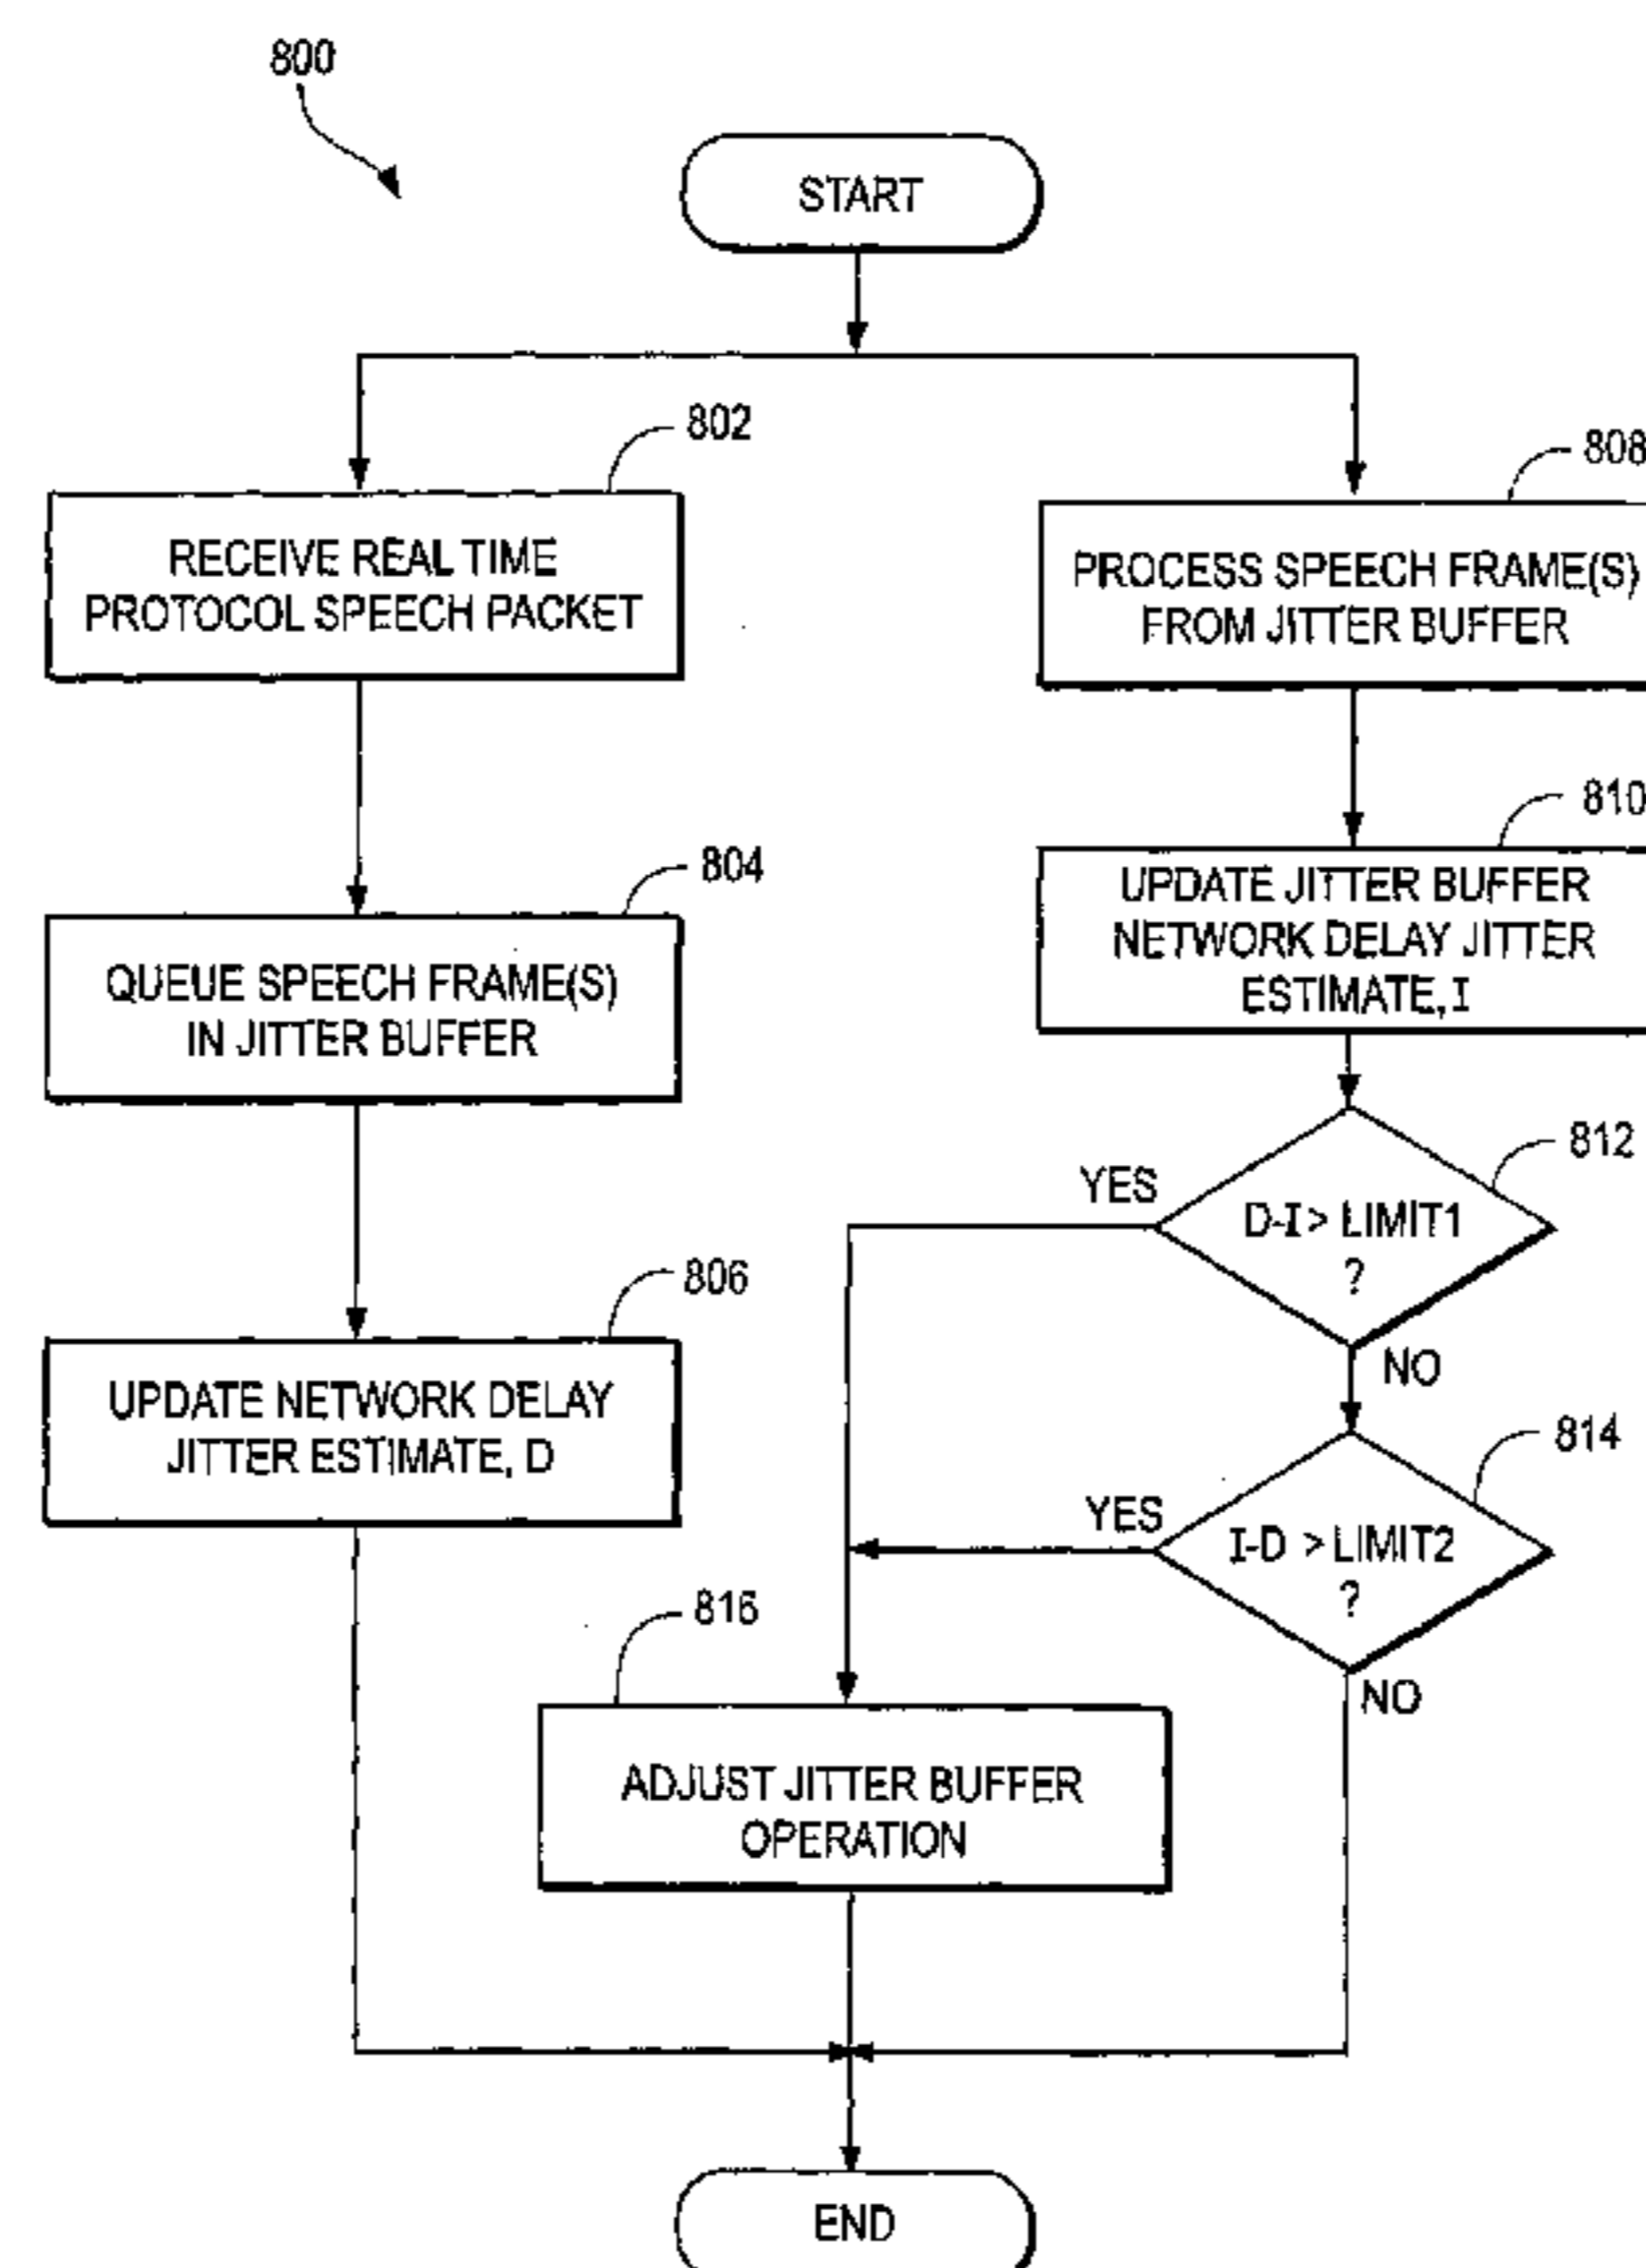 800
START
802
RECEIVE REAL TIME
PROTOCOL SPEECH PACKET
808
PROCESS SPEECH FRAME(S)
FROM JITTER BUFFER
804
QUEUE SPEECH FRAME(S)
IN JITTER BUFFER
810
UPDATE JITTER BUFFER
NETWORK DELAY JITTER
ESTIMATE, I
812
YES
D-I > LIMIT1
?
NO
806
UPDATE NETWORK DELAY
JITTER ESTIMATE, D
814
YES
I-D > LIMIT2
?
NO
816
ADJUST JITTER BUFFER
OPERATION
END